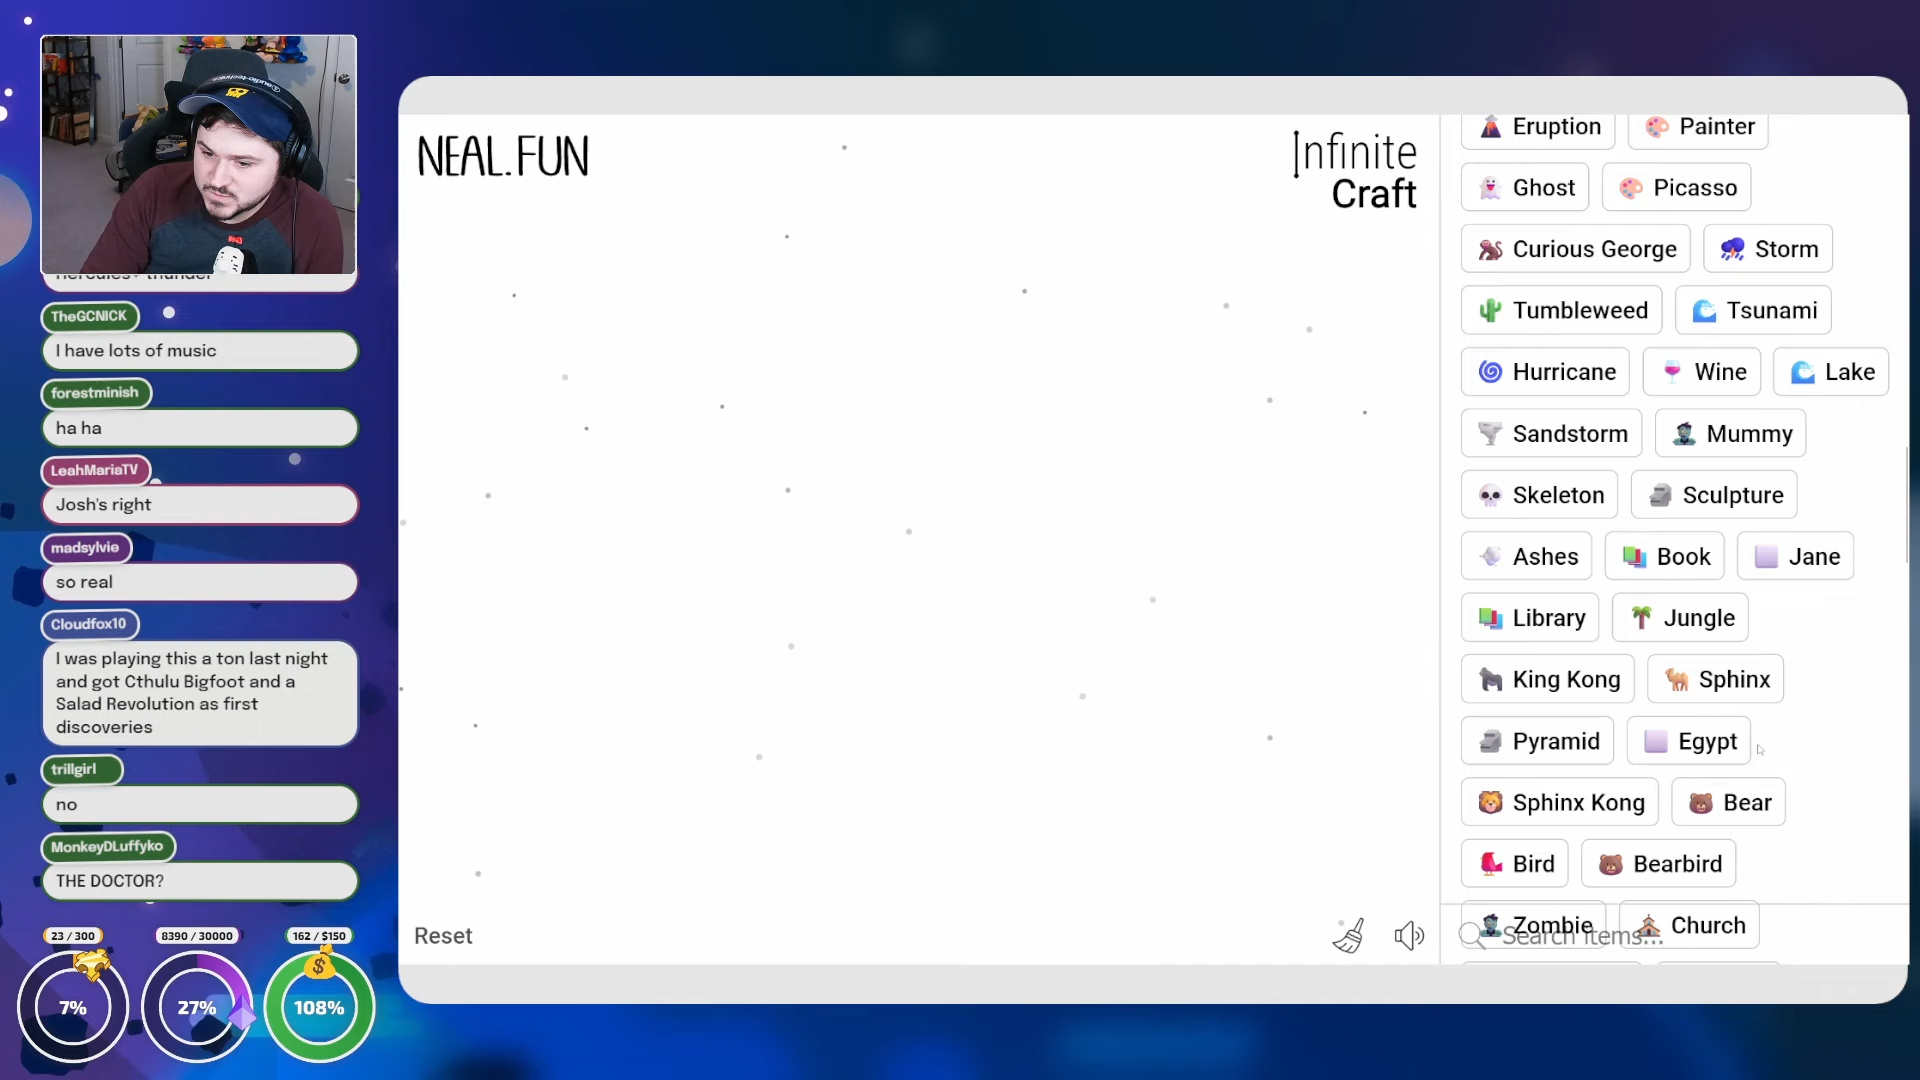 Hercules+ thunder
TheGCNICK
I have lots of music
forestminish
ha ha
LeahMariaTV
Josh's right
madsylvie
so real
Cloudfox10
I was playing this a ton last night
and got Cthulu Bigfoot and a
Salad Revolution as first
discoveries
trillgirl
no
MonkeyDLuffyko
THE DOCTOR?
23 / 300
8390 / 30000
162 / $150
7%
27%
108%
NEAL.FUN
Infinite
Craft
Reset
Eruption Painter
Ghost Picasso
Curious George Storm
Tumbleweed Tsunami
Hurricane Wine Lake
Sandstorm Mummy
Skeleton Sculpture
Ashes Book Jane
Library Jungle
King Kong Sphinx
Pyramid Egypt
Sphinx Kong Bear
Bird Bearbird
Zombie Church
Search items...